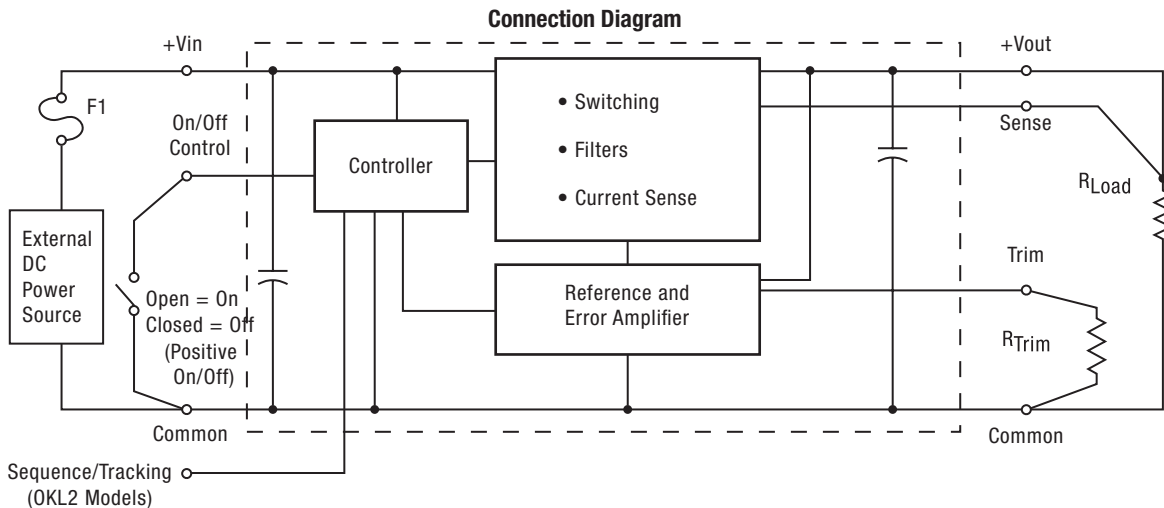 Connection Diagram
+Vin
+Vout
F1
On/Off
Control
Controller
• Switching
• Filters
• Current Sense
Sense
RLoad
External
DC
Power
Source
Open = On
Closed = Off
(Positive
On/Off)
Reference and
Error Amplifier
Trim
RTrim
Common
Common
Sequence/Tracking
(OKL2 Models)